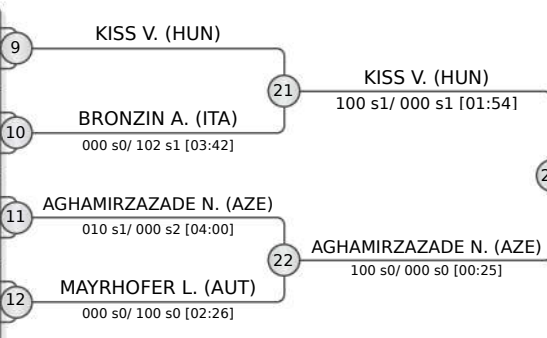 KISS V. (HUN)
9
21
KISS V. (HUN)
100 s1/ 000 s1 [01:54]
BRONZIN A. (ITA)
10
000 s0/ 102 s1 [03:42]
AGHAMIRZAZADE N. (AZE)
11
010 s1/ 000 s2 [04:00]
22
AGHAMIRZAZADE N. (AZE)
100 s0/ 000 s0 [00:25]
MAYRHOFER L. (AUT)
12
000 s0/ 100 s0 [02:26]